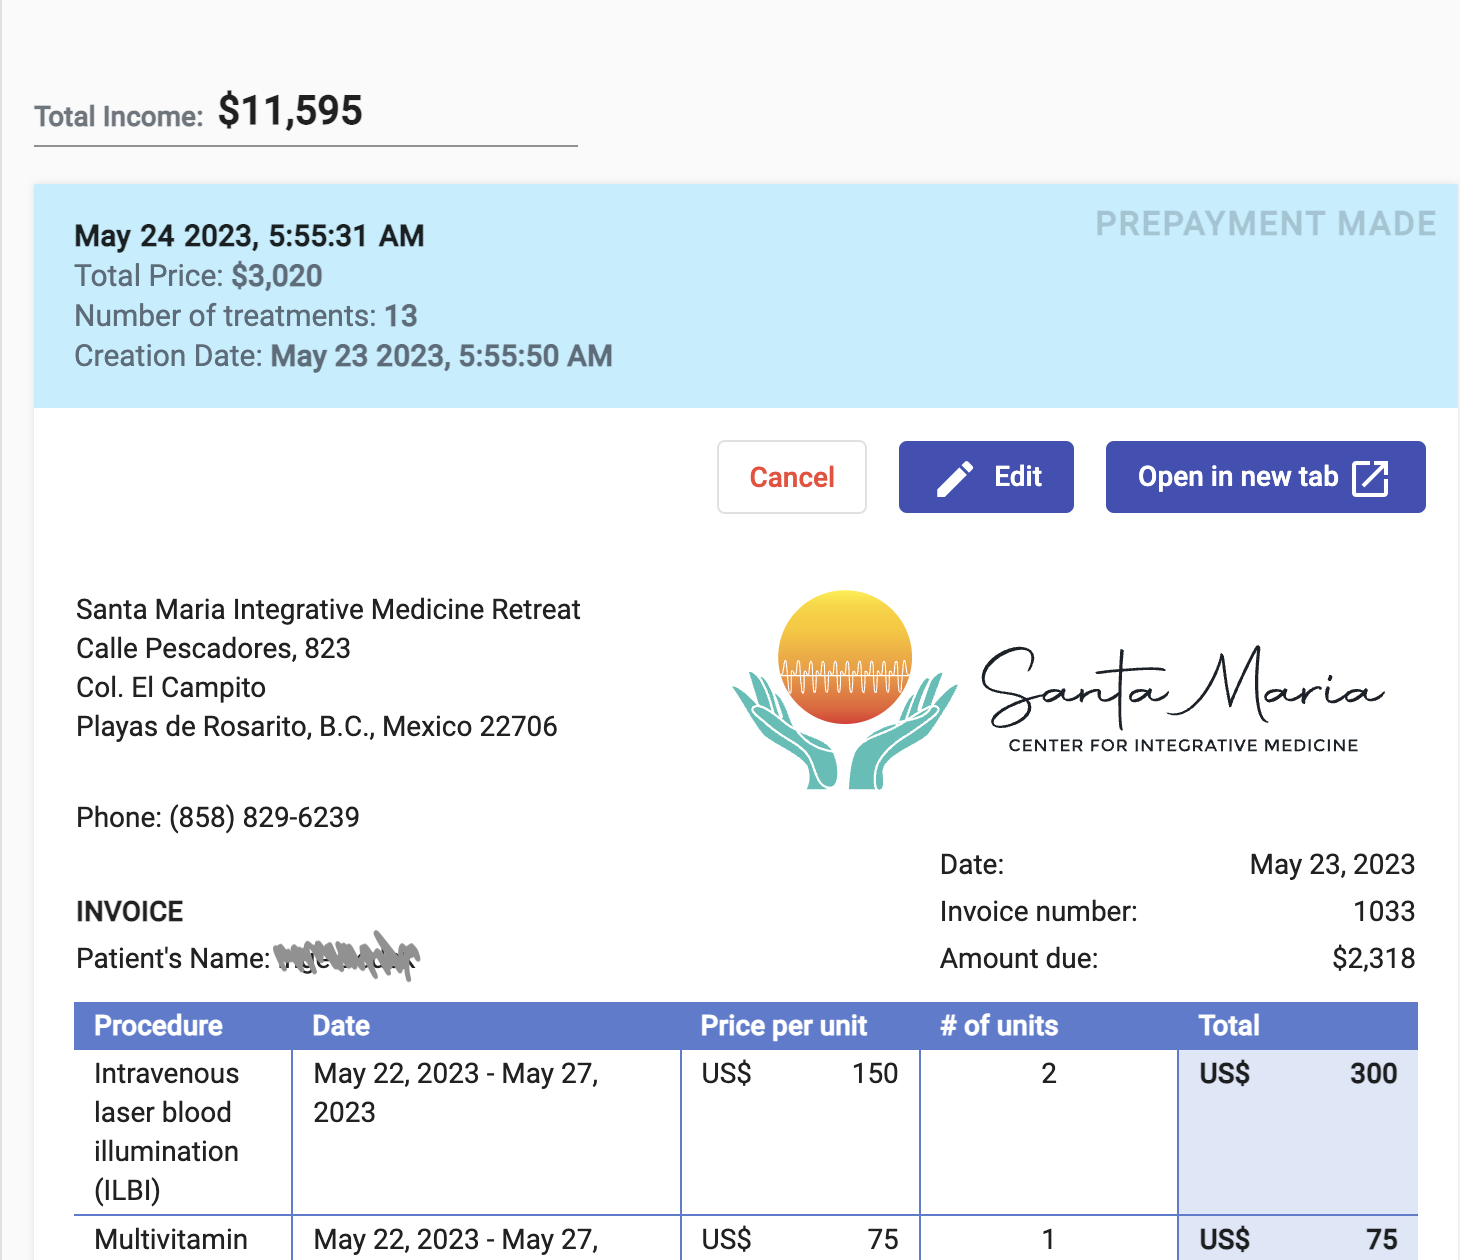 Total Income: $11,595
May 24 2023, 5:55:31 AM
PREPAYMENT MADE
Total Price: $3,020
Number of treatments: 13
Creation Date: May 23 2023, 5:55:50 AM
Cancel
Edit
Open in new tab
Santa Maria Integrative Medicine Retreat
Calle Pescadores, 823
Col. El Campito
Playas de Rosarito, B.C., Mexico 22706
Santa Maria
CENTER FOR INTEGRATIVE MEDICINE
Phone: (858) 829-6239
Date: May 23, 2023
INVOICE
Invoice number: 1033
Patient's Name:
Amount due: $2,318
Procedure Date Price per unit # of units Total
Intravenous May 22, 2023 - May 27, US$ 150 2 US$ 300
laser blood 2023
illumination
(ILBI)
Multivitamin May 22, 2023 - May 27, US$ 75 1 US$ 75